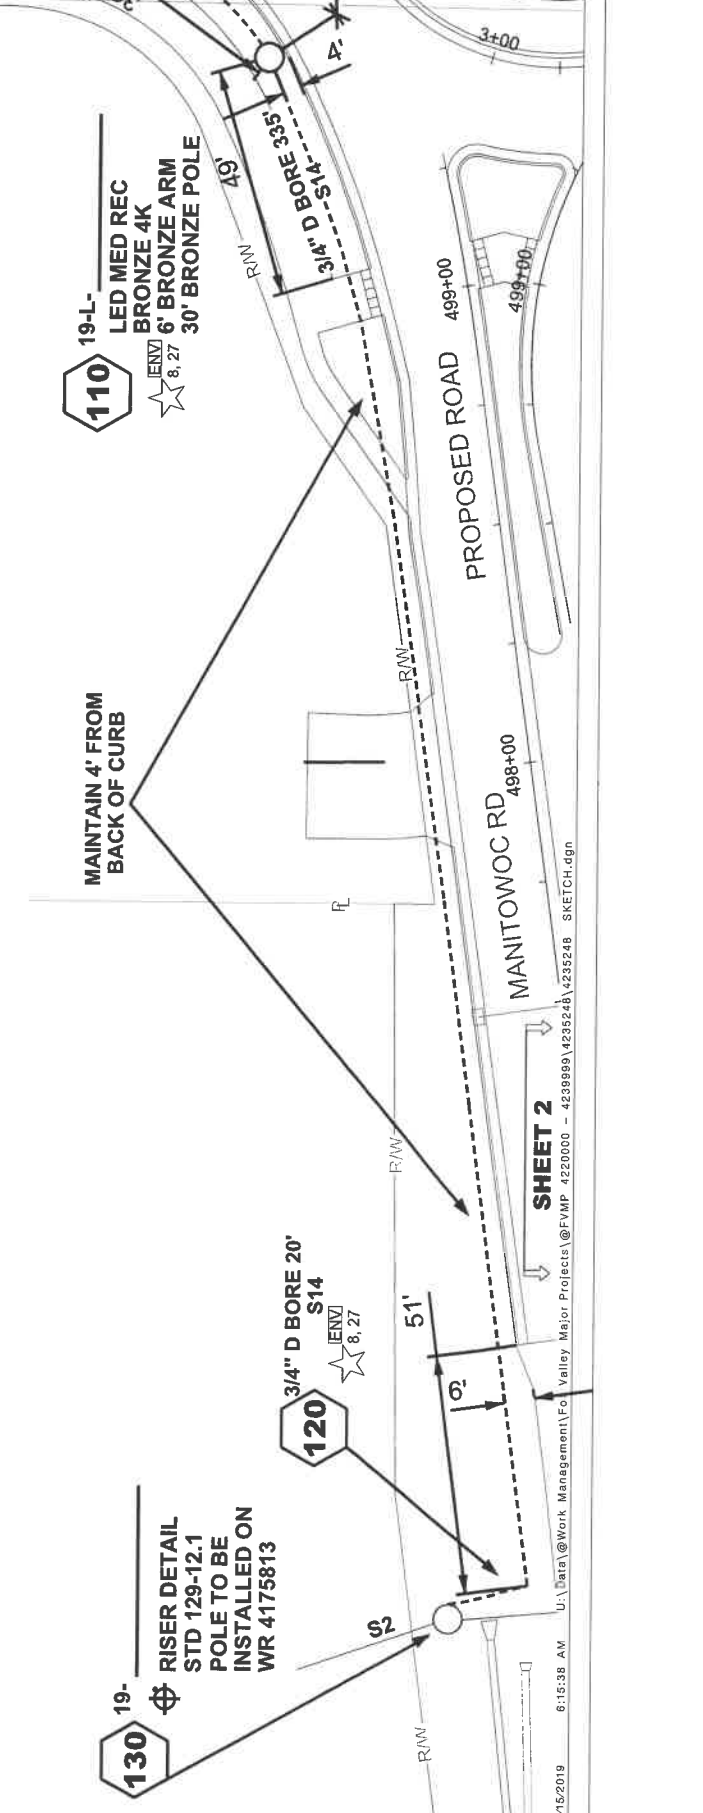 3+00
4'
49'
3/4" D BORE 335'
S14
R/W
19-L-
110
LED MED REC
BRONZE 4K
6' BRONZE ARM
30' BRONZE POLE
ENV
8, 27
499+00
499+00
PROPOSED ROAD
MAINTAIN 4' FROM
BACK OF CURB
R/W
498+00
MANITOWOC RD
PL
R/W
SHEET 2
3/4" D BORE 20'
S14
120
ENV
8, 27
51'
6'
130
19-
RISER DETAIL
STD 129-12.1
POLE TO BE
INSTALLED ON
WR 4175813
S2
R/W
/15/2019 6:15:38 AM U:\Data\@Work Management\Fox Valley Major Projects\@FVMP 4220000 - 4239999\4235248\4235248 SKETCH.dgn